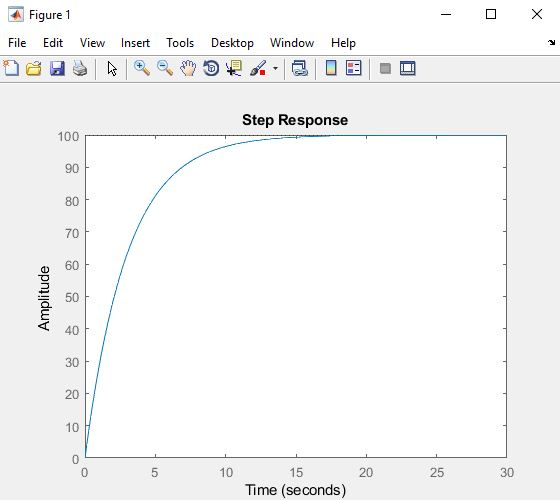 Figure 1
File Edit View Insert Tools Desktop Window Help
Step Response
100
90
80
70
60
50
40
30
20
10
0
Amplitude
0 5 10 15 20 25 30
Time (seconds)